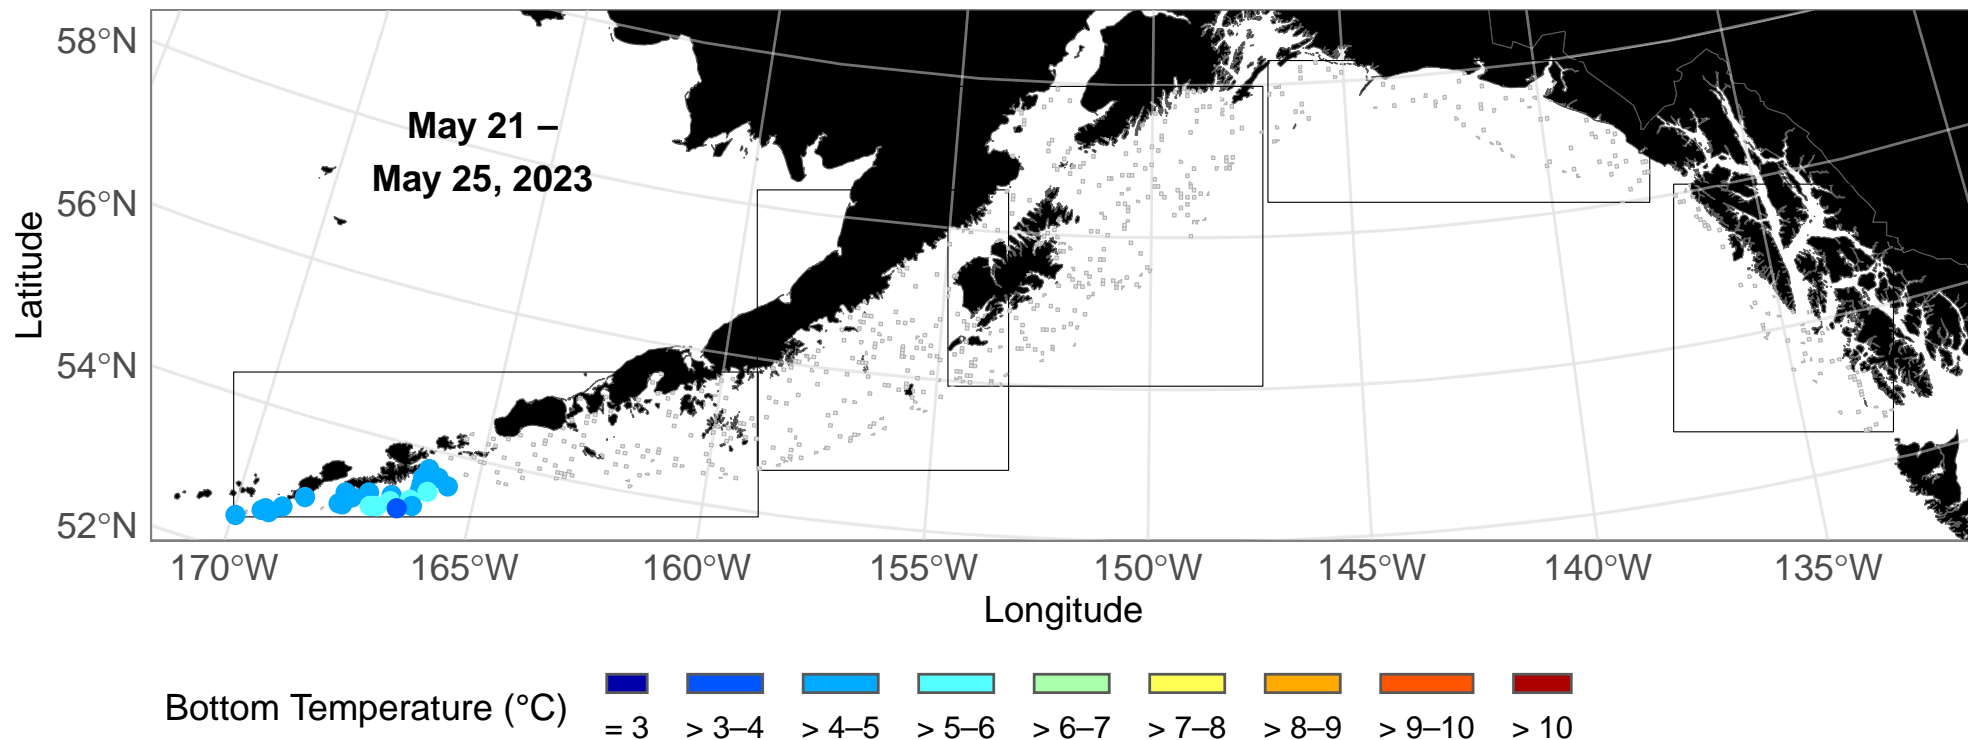 58°N
56°N
54°N
52°N
Latitude
May 21 –
May 25, 2023
170°W 165°W 160°W 155°W 150°W 145°W 140°W 135°W
Longitude
Bottom Temperature (°C)
= 3 > 3–4 > 4–5 > 5–6 > 6–7 > 7–8 > 8–9 > 9–10 > 10